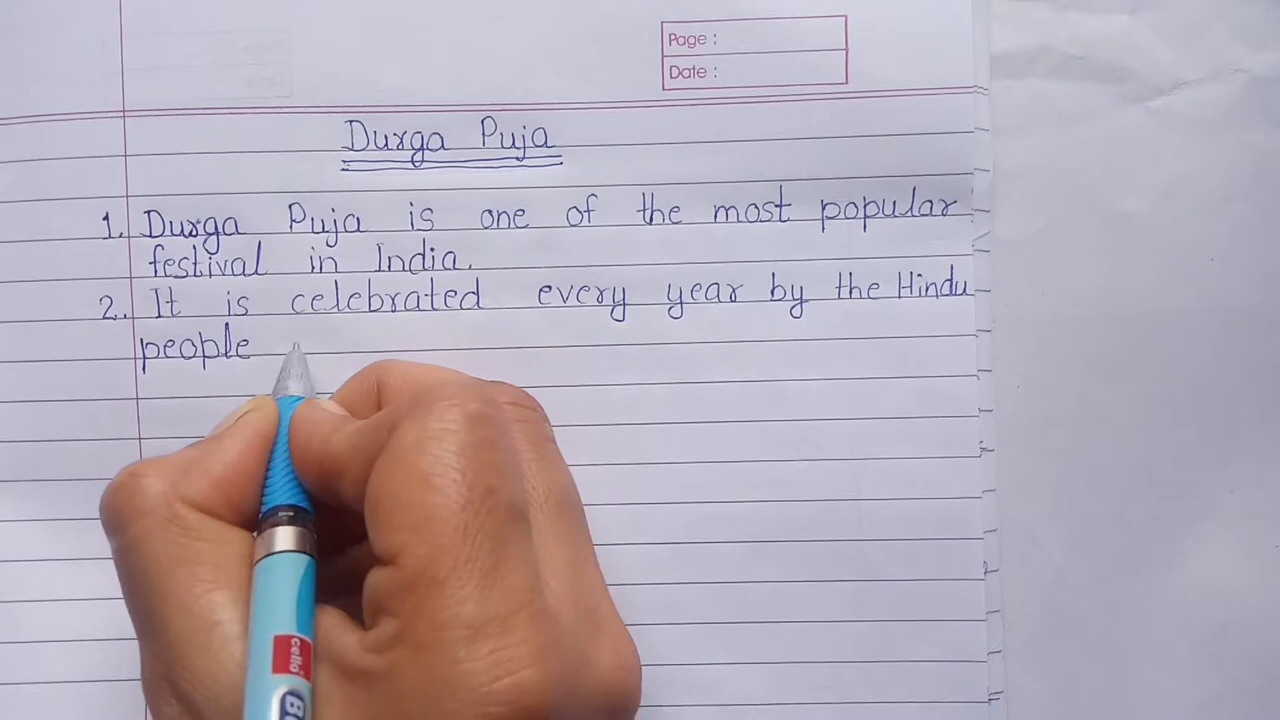 Page :
Date :
Durga Puja
1. Durga Puja is one of the most popular
festival in India.
2. It is celebrated every year by the Hindu
people
cello